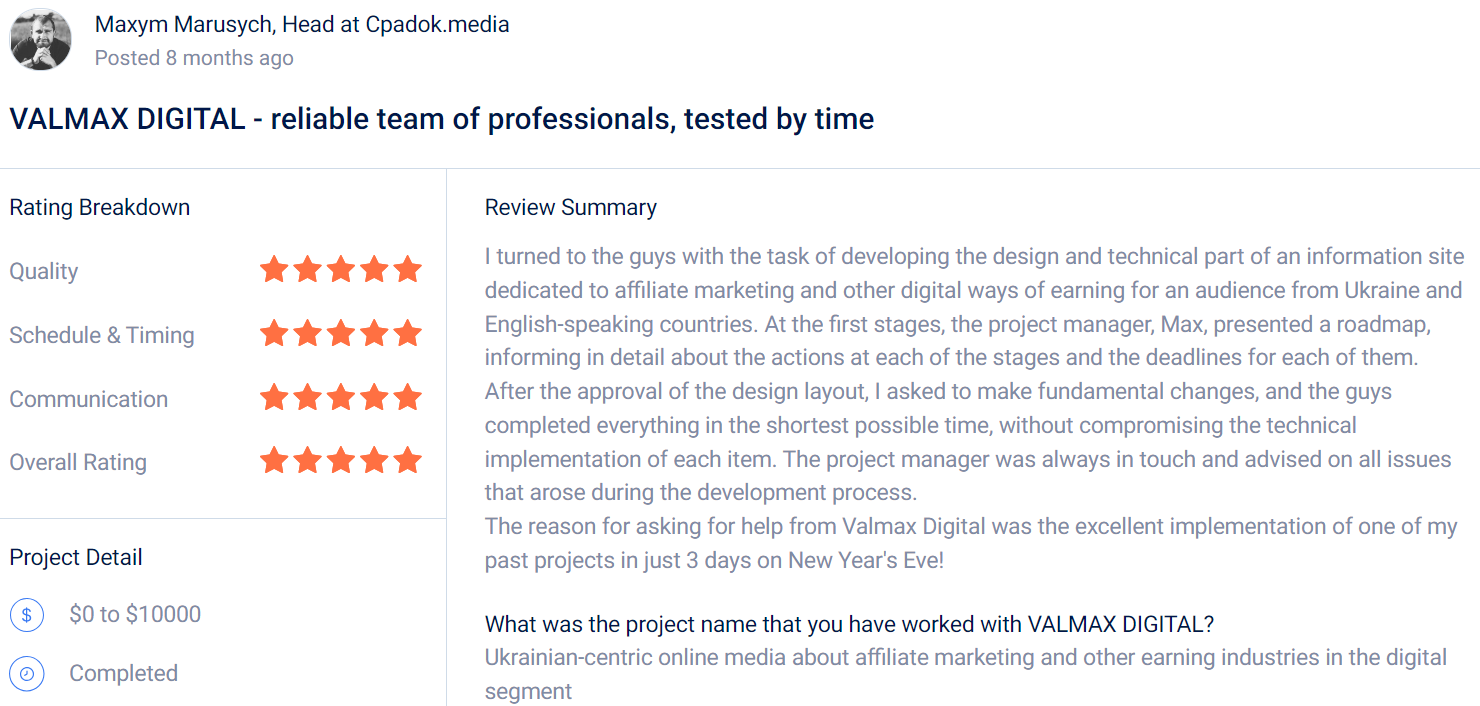 Maxym Marusych, Head at Cpadok.media
Posted 8 months ago
VALMAX DIGITAL - reliable team of professionals, tested by time
Rating Breakdown
Quality
Schedule & Timing
Communication
Overall Rating
Project Detail
$
$0 to $10000
Completed
Review Summary
I turned to the guys with the task of developing the design and technical part of an information site
dedicated to affiliate marketing and other digital ways of earning for an audience from Ukraine and
English-speaking countries. At the first stages, the project manager, Max, presented a roadmap,
informing in detail about the actions at each of the stages and the deadlines for each of them.
After the approval of the design layout, I asked to make fundamental changes, and the guys
completed everything in the shortest possible time, without compromising the technical
implementation of each item. The project manager was always in touch and advised on all issues
that arose during the development process.
The reason for asking for help from Valmax Digital was the excellent implementation of one of my
past projects in just 3 days on New Year's Eve!
What was the project name that you have worked with VALMAX DIGITAL?
Ukrainian-centric online media about affiliate marketing and other earning industries in the digital
segment